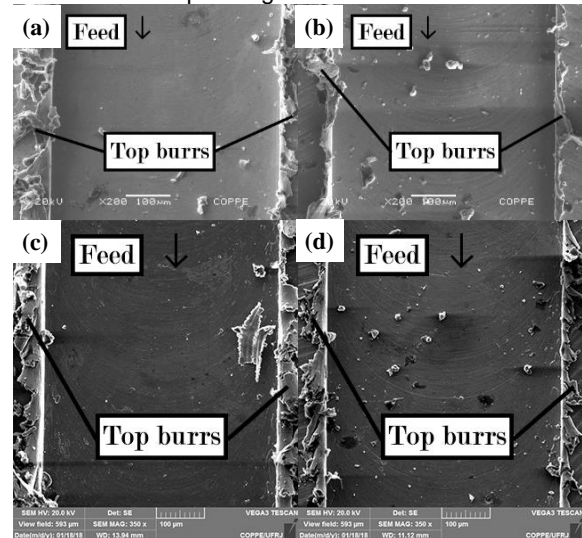 (a) Feed
(b) Feed
Top burrs
Top burrs
20kV X200 100µm COPPE
20kV X200 100µm COPPE
(c) Feed
(d) Feed
Top burrs
Top burrs
SEM HV: 20.0 kV Det: SE VEGA3 TESCAN
View field: 593 µm SEM MAG: 350 x 100 µm
Date(m/d/y): 01/18/18 WD: 13.94 mm COPPE/UFRJ
SEM HV: 20.0 kV Det: SE VEGA3 TESCAN
View field: 593 µm SEM MAG: 350 x 100 µm
Date(m/d/y): 01/18/18 WD: 11.12 mm COPPE/UFRJ